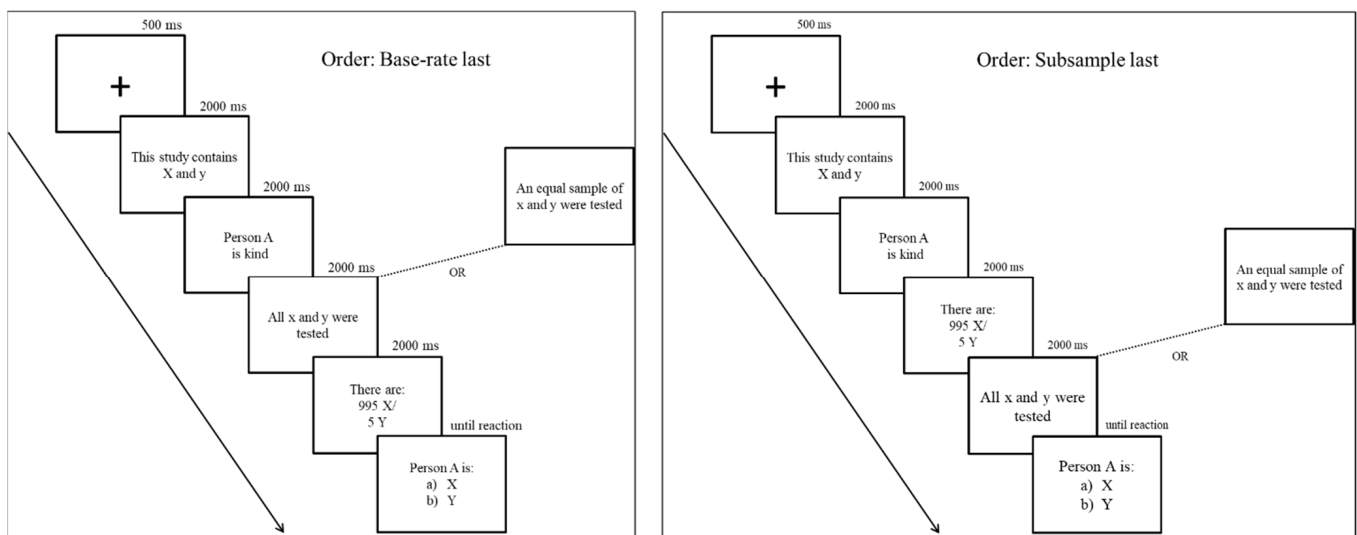 500 ms
Order: Base-rate last
2000 ms
This study contains
X and y
2000 ms
Person A
is kind
An equal sample of
x and y were tested
2000 ms
OR
All x and y were
tested
2000 ms
There are:
995 X/
5 Y
until reaction
Person A is:
a) X
b) Y
500 ms
Order: Subsample last
2000 ms
This study contains
X and y
2000 ms
Person A
is kind
2000 ms
There are:
995 X/
5 Y
An equal sample of
x and y were tested
2000 ms
OR
All x and y were
tested
until reaction
Person A is:
a) X
b) Y